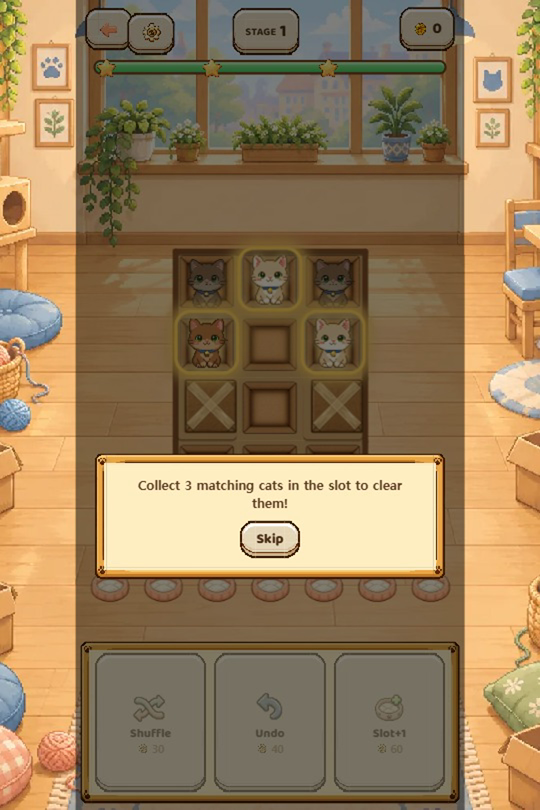 STAGE 1
0
Collect 3 matching cats in the slot to clear
them!
Skip
Shuffle
Undo
Slot+1
30
40
60